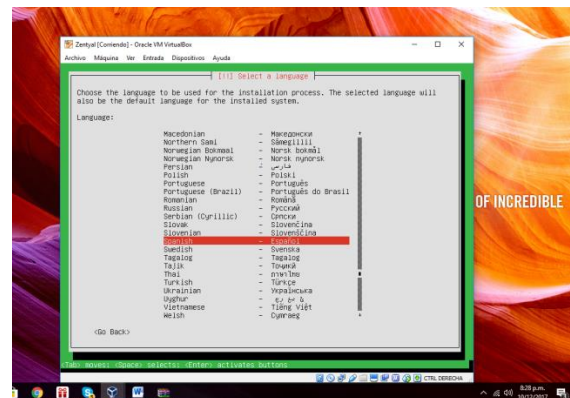 Zentyal [Corriendo] - Oracle VM VirtualBox
Archivo Máquina Ver Entrada Dispositivos Ayuda
[!!] Select a language
Choose the language to be used for the installation process. The selected language will
also be the default language for the installed system.
Language:
Macedonian - Македонски
Northern Sami - Sámegillii
Norwegian Bokmaal - Norsk bokmål
Norwegian Nynorsk - Norsk nynorsk
Persian - فارسی
Polish - Polski
Portuguese - Português
Portuguese (Brazil) - Português do Brasil
Romanian - Română
Russian - Русский
Serbian (Cyrillic) - Српски
Slovak - Slovenčina
Slovenian - Slovenščina
Spanish - Español
Swedish - Svenska
Tagalog - Tagalog
Tajik - Тоҷикӣ
Thai - ภาษาไทย
Turkish - Türkçe
Ukrainian - Українська
Uyghur -
Vietnamese - Tiếng Việt
Welsh - Cymraeg
<Go Back>
<Tab> moves; <Space> selects; <Enter> activates buttons
OF INCREDIBLE
CTRL DERECHA
8:28 p.m.
10/12/2017